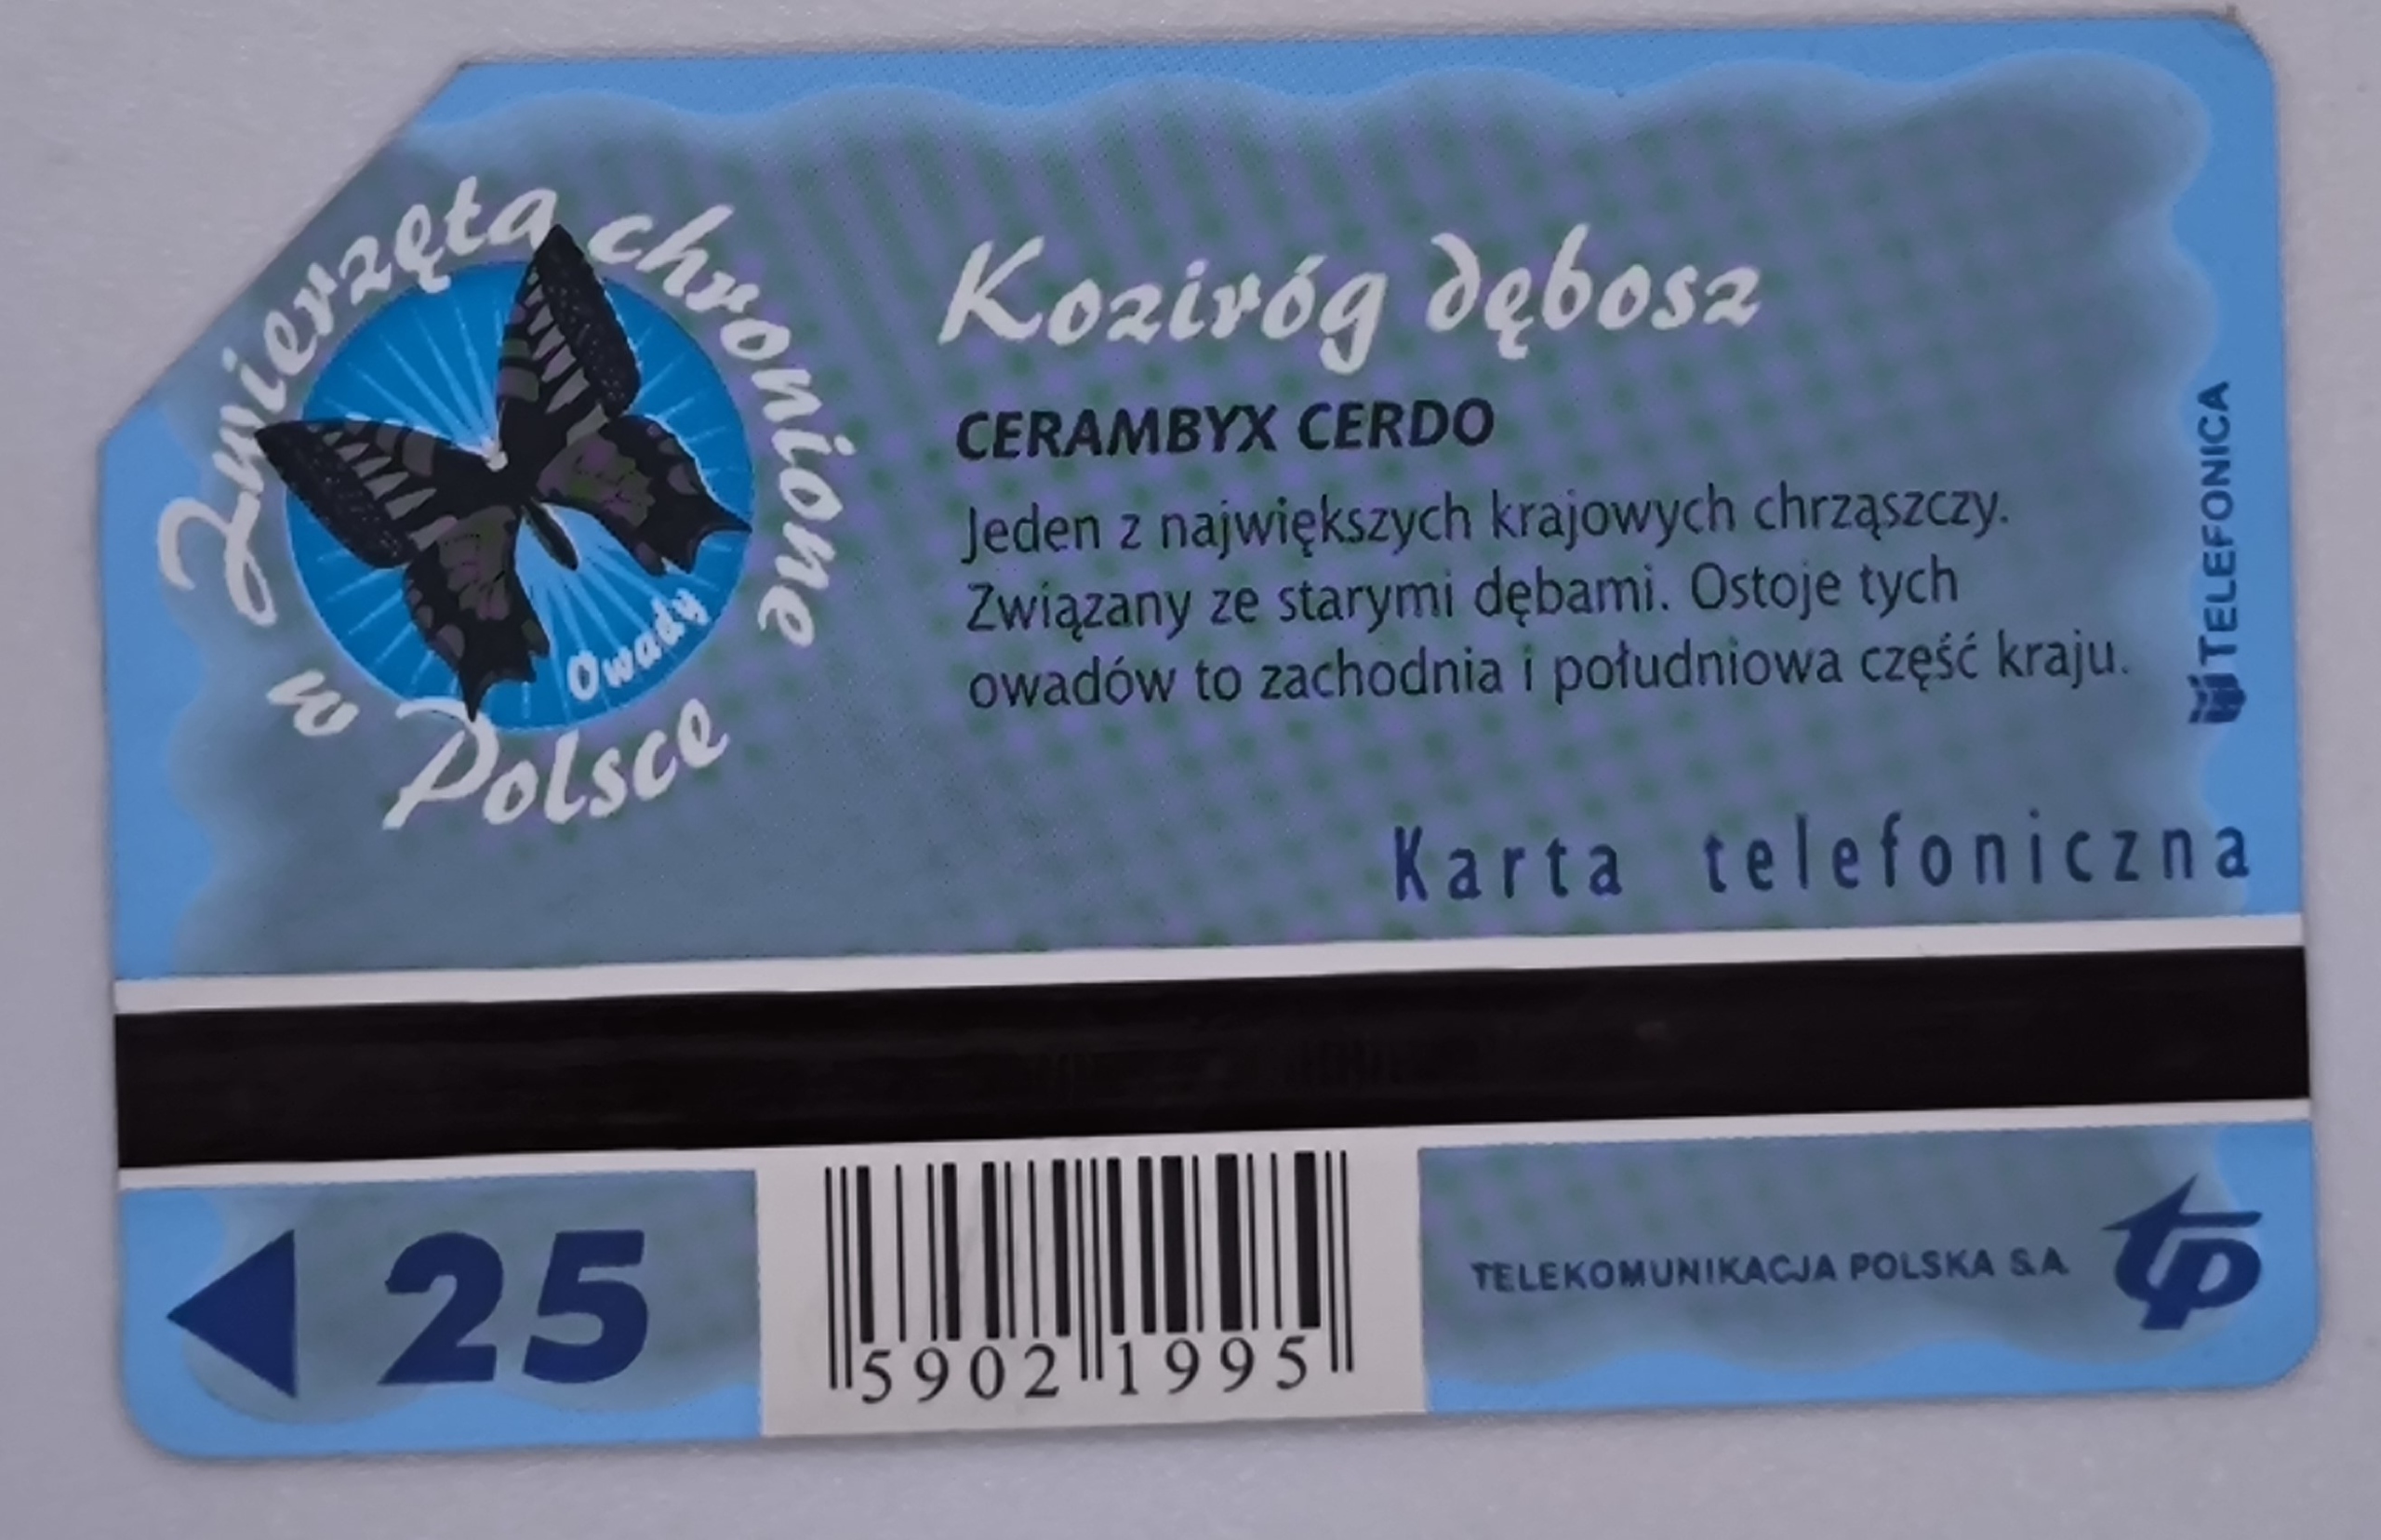 Zwierzęta chronione
w Polsce
Owady
Koziróg dębosz
CERAMBYX CERDO
Jeden z największych krajowych chrząszczy.
Związany ze starymi dębami. Ostoje tych
owadów to zachodnia i południowa część kraju.
TELEFONICA
Karta telefoniczna
25
5902 1995
TELEKOMUNIKACJA POLSKA S.A.
tp